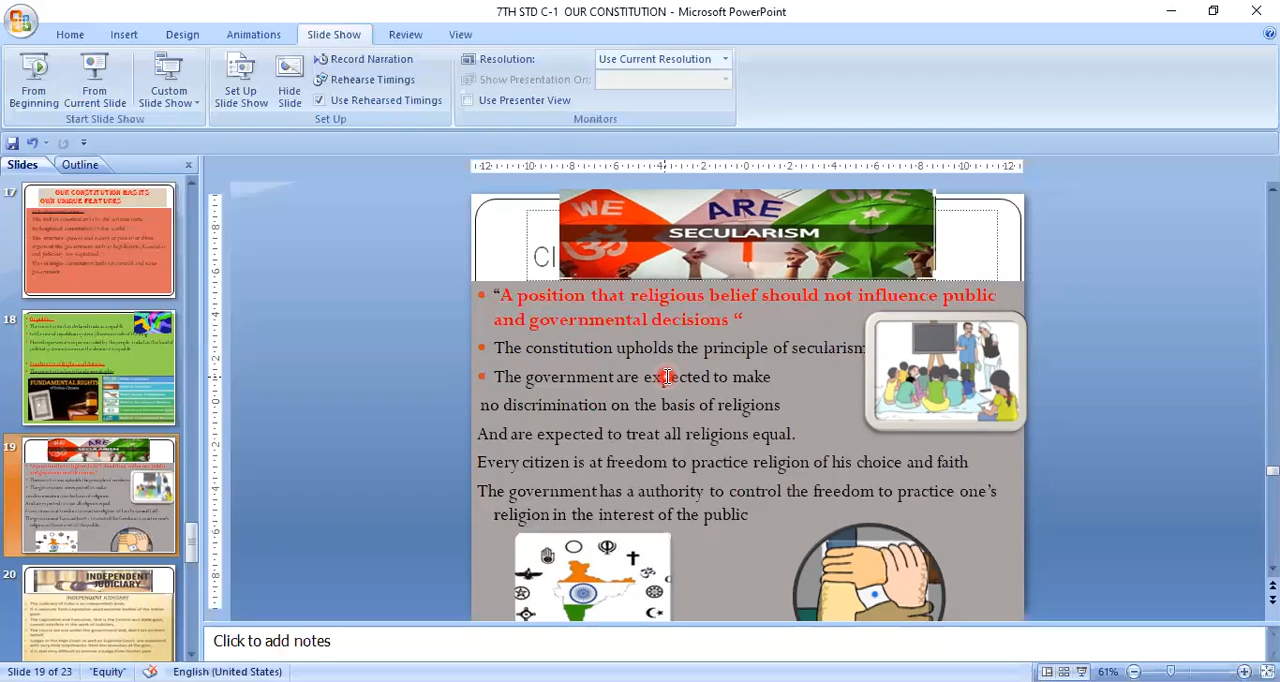 7TH STD C-1 OUR CONSTITUTION - Microsoft PowerPoint
Home Insert Design Animations Slide Show Review View
From Beginning
From Current Slide
Custom Slide Show
Start Slide Show
Set Up Slide Show
Hide Slide
Record Narration
Rehearse Timings
Use Rehearsed Timings
Set Up
Resolution: Use Current Resolution
Show Presentation On:
Use Presenter View
Monitors
Slides Outline
17
OUR CONSTITUTION HAS ITS
OWN UNIQUE FEATURES
18
FUNDAMENTAL RIGHTS
19
SECULARISM
20
INDEPENDENT
JUDICIARY
INDEPENDENT JUDICIARY
WE ARE ONE
SECULARISM
Cl
“A position that religious belief should not influence public
and governmental decisions “
The constitution upholds the principle of secularism
The government are expected to make
no discrimination on the basis of religions
And are expected to treat all religions equal.
Every citizen is at freedom to practice religion of his choice and faith
The government has a authority to control the freedom to practice one’s
religion in the interest of the public
Click to add notes
Slide 19 of 23 "Equity" English (United States) 61%